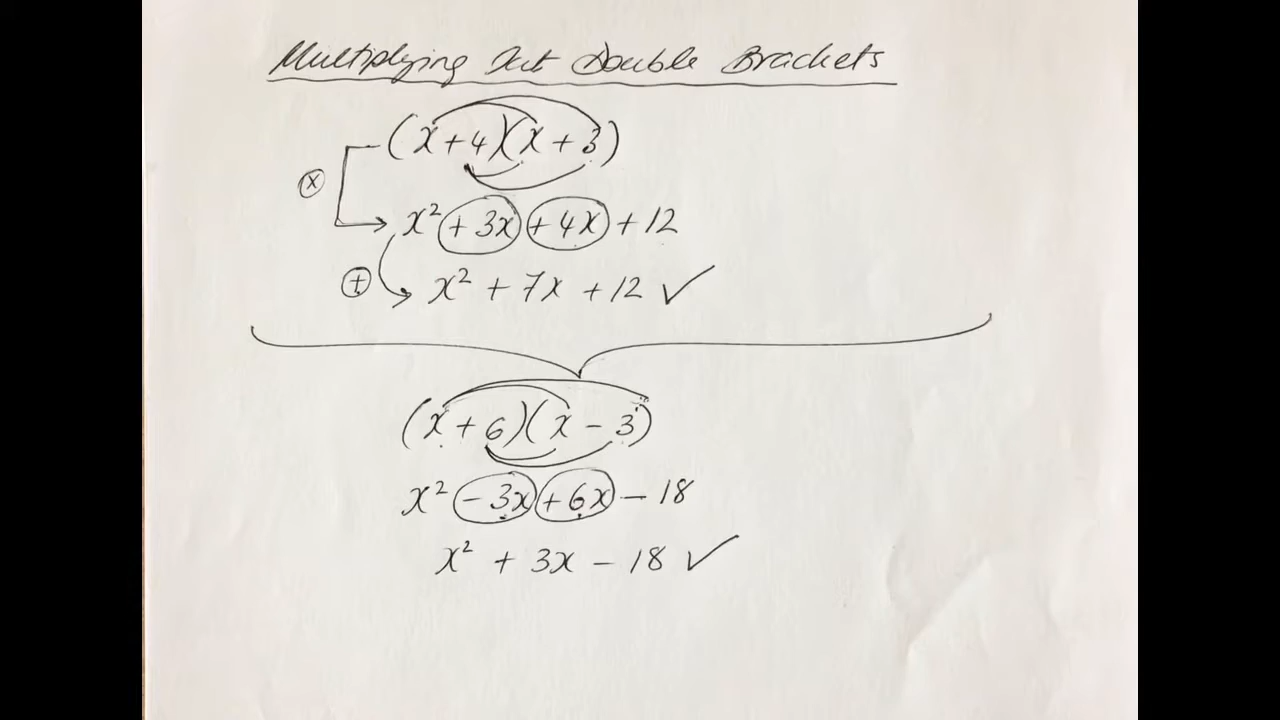 Multiplying Out Double Brackets
(x+4)(x+3)
x
x² +3x +4x +12
+
x² + 7x + 12 ✓
(x+6)(x-3)
x² -3x +6x - 18
x² + 3x - 18 ✓